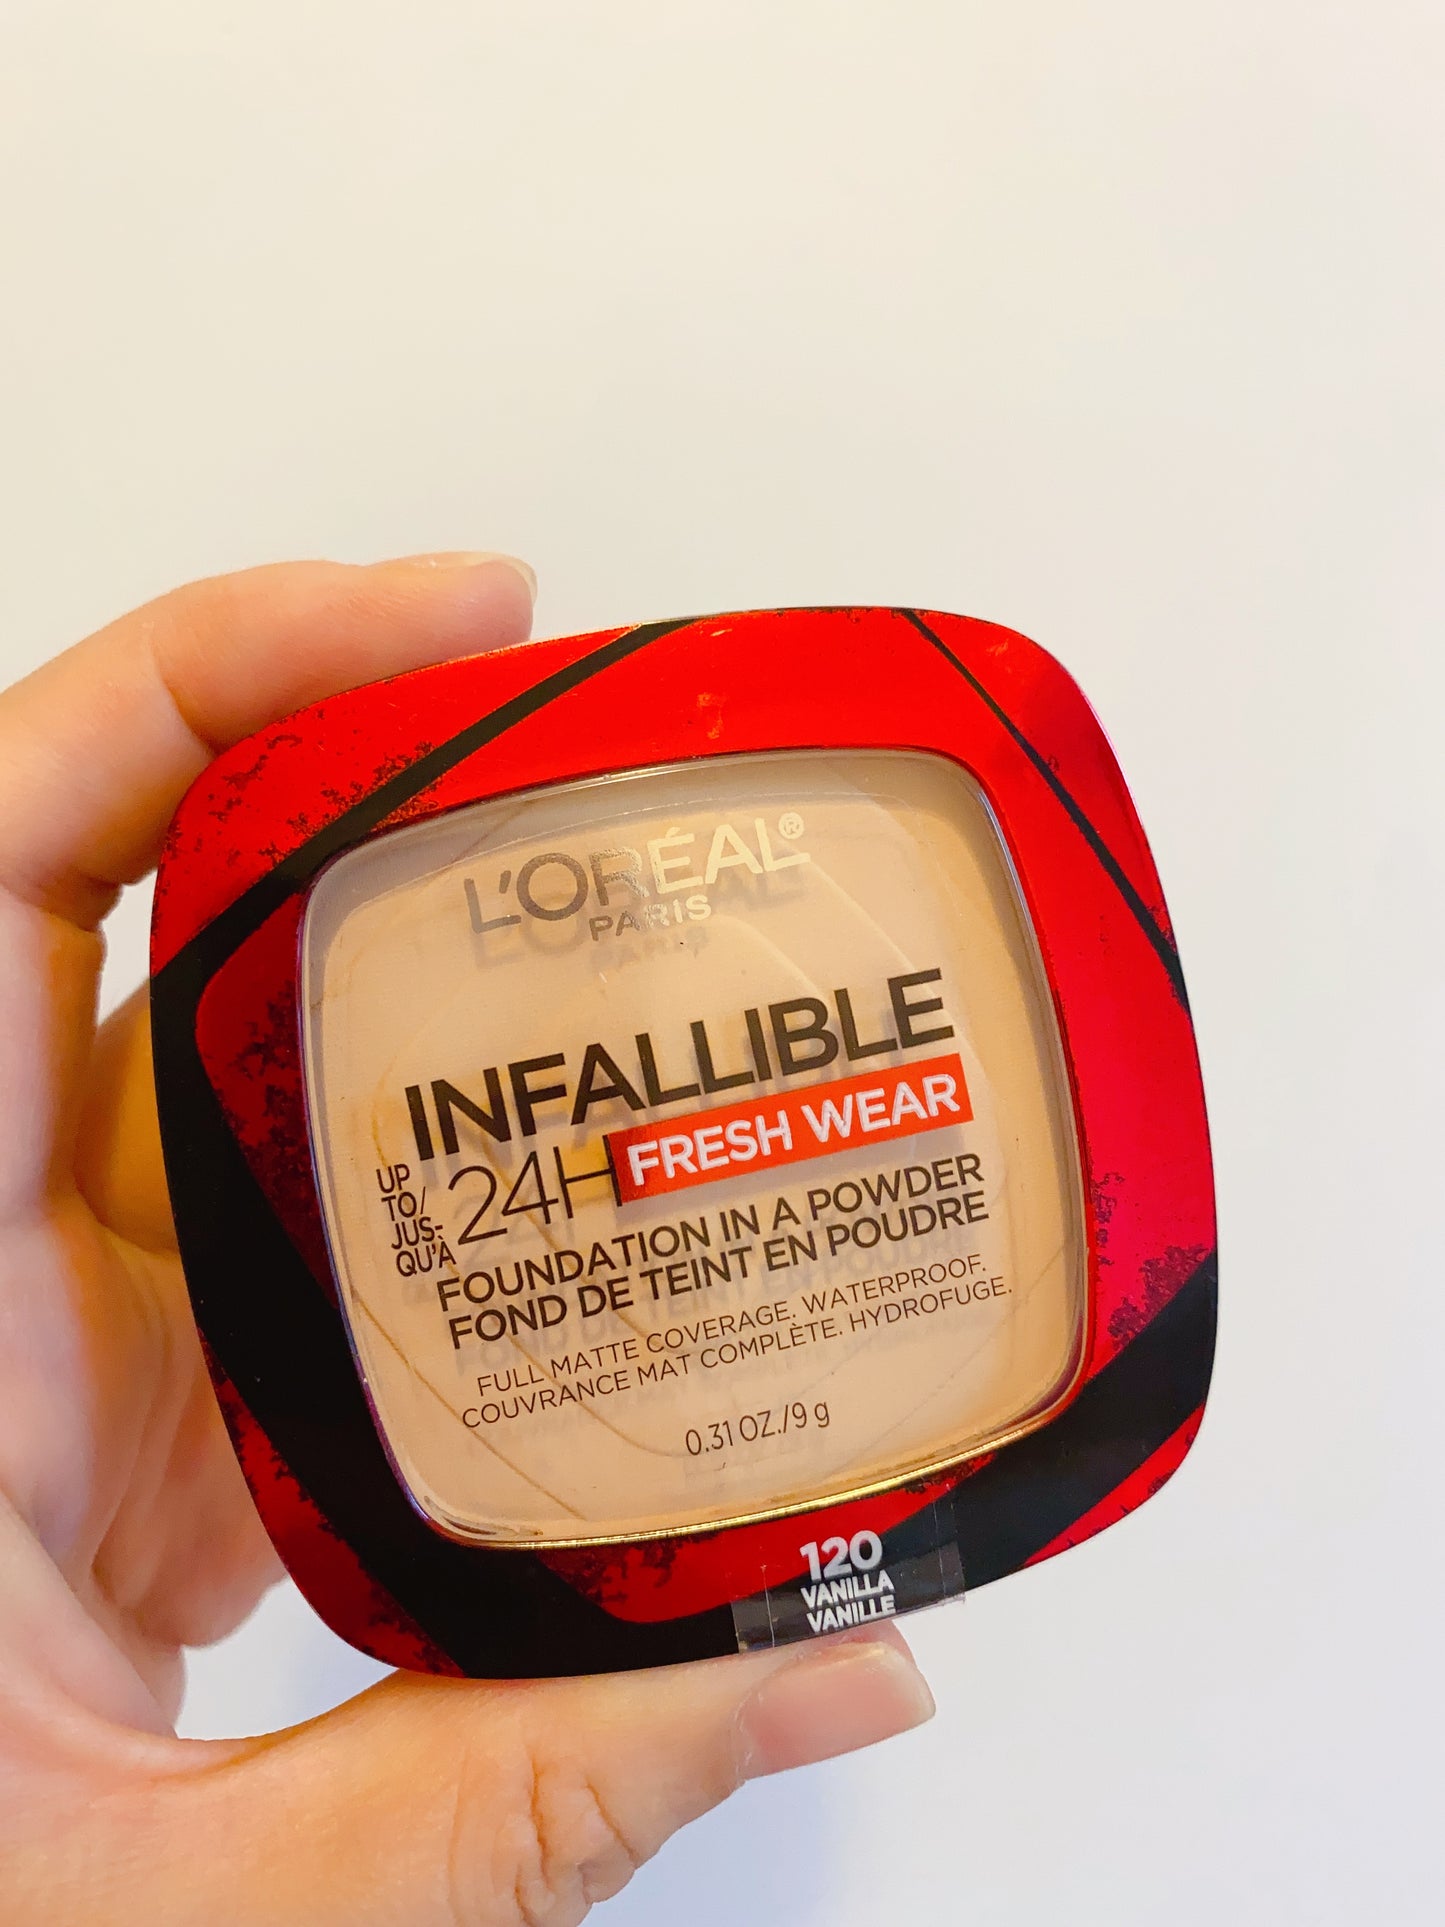 L'ORÉAL®
PARIS
INFALLIBLE
UP
TO/
JUS-
QU'À
24H FRESH WEAR
FOUNDATION IN A POWDER
FOND DE TEINT EN POUDRE
FULL MATTE COVERAGE. WATERPROOF.
COUVRANCE MAT COMPLÈTE. HYDROFUGE.
0.31 OZ./9 g
120
VANILLA
VANILLE